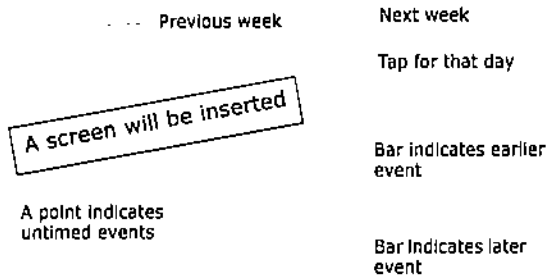 Previous week
Next week
Tap for that day
A screen will be inserted
Bar indicates earlier
event
A point indicates
untimed events
Bar indicates later
event